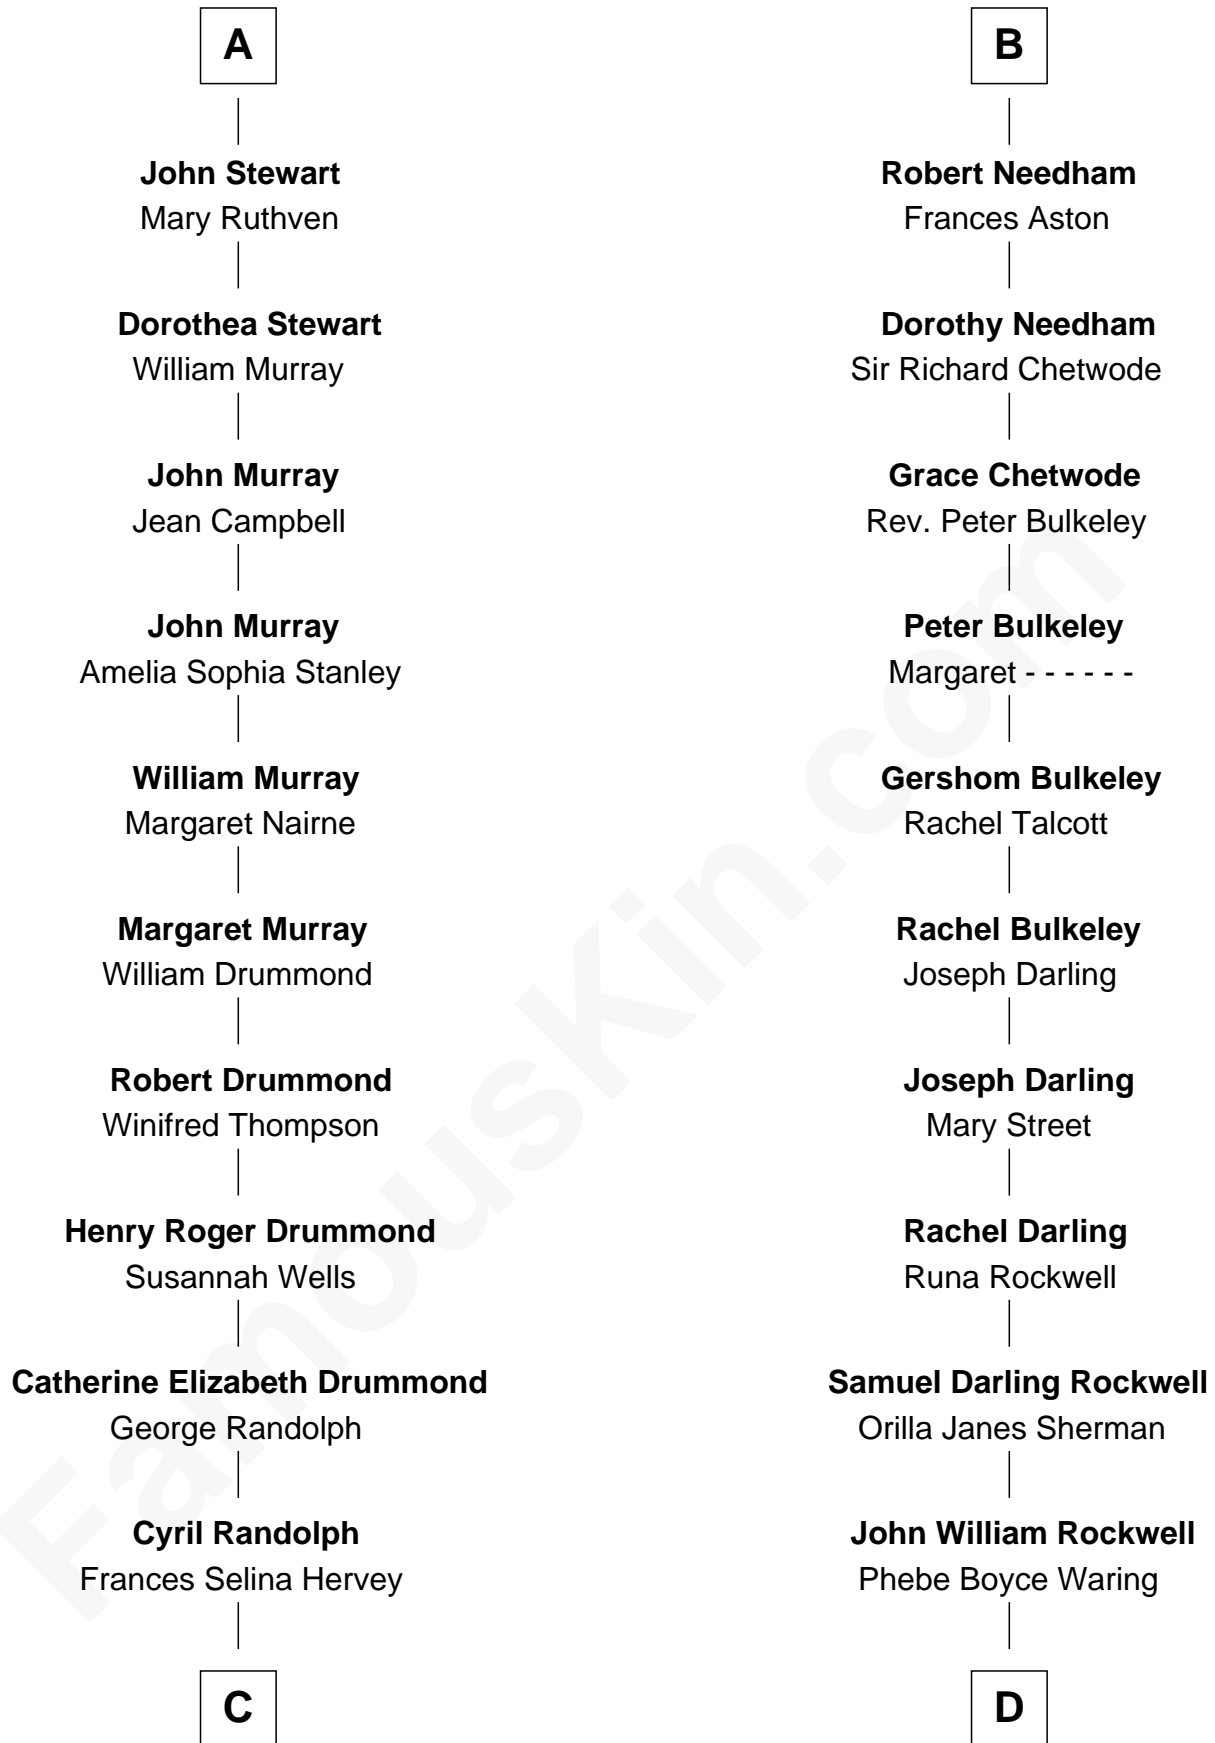 A
John Stewart
Mary Ruthven
Dorothea Stewart
William Murray
John Murray
Jean Campbell
John Murray
Amelia Sophia Stanley
William Murray
Margaret Nairne
Margaret Murray
William Drummond
Robert Drummond
Winifred Thompson
Henry Roger Drummond
Susannah Wells
Catherine Elizabeth Drummond
George Randolph
Cyril Randolph
Frances Selina Hervey
C
B
Robert Needham
Frances Aston
Dorothy Needham
Sir Richard Chetwode
Grace Chetwode
Rev. Peter Bulkeley
Peter Bulkeley
Margaret - - - - - -
Gershom Bulkeley
Rachel Talcott
Rachel Bulkeley
Joseph Darling
Joseph Darling
Mary Street
Rachel Darling
Runa Rockwell
Samuel Darling Rockwell
Orilla Janes Sherman
John William Rockwell
Phebe Boyce Waring
D
FamousKin.com